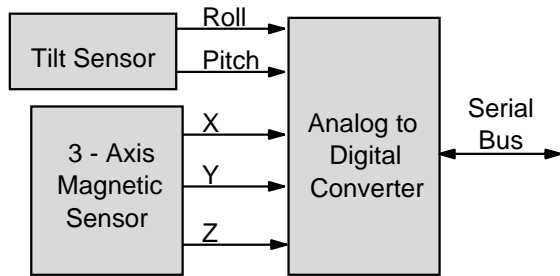 Roll
Tilt Sensor
Pitch
X
3 - Axis
Magnetic
Sensor
Y
Z
Analog to
Digital
Converter
Serial
Bus